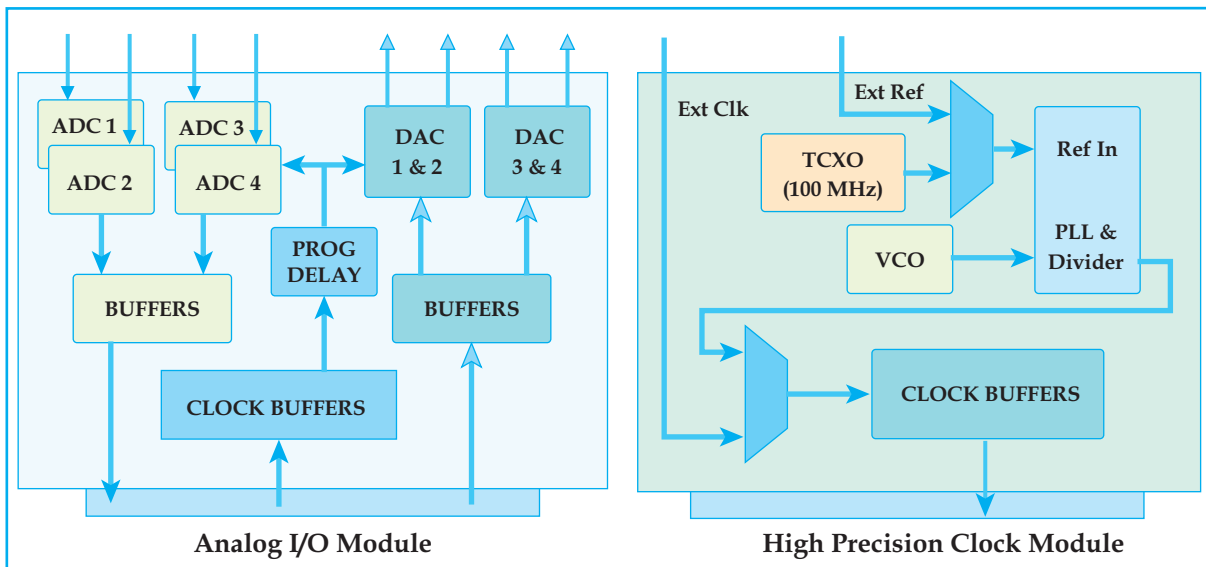 ADC 1
ADC 2
ADC 3
ADC 4
DAC
1 & 2
DAC
3 & 4
PROG
DELAY
BUFFERS
BUFFERS
CLOCK BUFFERS
Analog I/O Module
Ext Clk
Ext Ref
TCXO
(100 MHz)
Ref In
VCO
PLL &
Divider
CLOCK BUFFERS
High Precision Clock Module